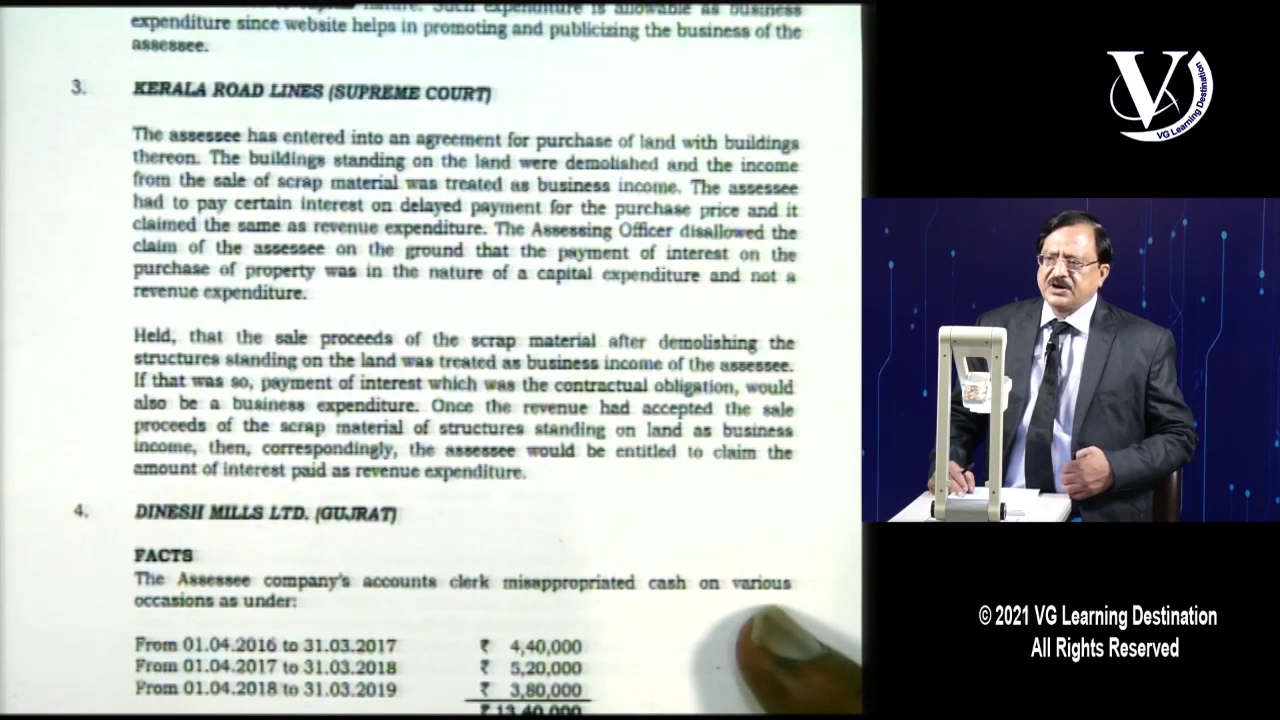 nature. Such expenditure is allowable as business
expenditure since website helps in promoting and publicizing the business of the
assessee.
3. KERALA ROAD LINES (SUPREME COURT)
The assessee has entered into an agreement for purchase of land with buildings
thereon. The buildings standing on the land were demolished and the income
from the sale of scrap material was treated as business income. The assessee
had to pay certain interest on delayed payment for the purchase price and it
claimed the same as revenue expenditure. The Assessing Officer disallowed the
claim of the assessee on the ground that the payment of interest on the
purchase of property was in the nature of a capital expenditure and not a
revenue expenditure.
Held, that the sale proceeds of the scrap material after demolishing the
structures standing on the land was treated as business income of the assessee.
If that was so, payment of interest which was the contractual obligation, would
also be a business expenditure. Once the revenue had accepted the sale
proceeds of the scrap material of structures standing on land as business
income, then, correspondingly, the assessee would be entitled to claim the
amount of interest paid as revenue expenditure.
4. DINESH MILLS LTD. (GUJRAT)
FACTS
The Assessee company's accounts clerk misappropriated cash on various
occasions as under:
From 01.04.2016 to 31.03.2017 ₹ 4,40,000
From 01.04.2017 to 31.03.2018 ₹ 5,20,000
From 01.04.2018 to 31.03.2019 ₹ 3,80,000
₹ 13,40,000
V
VG Learning Destination
© 2021 VG Learning Destination
All Rights Reserved